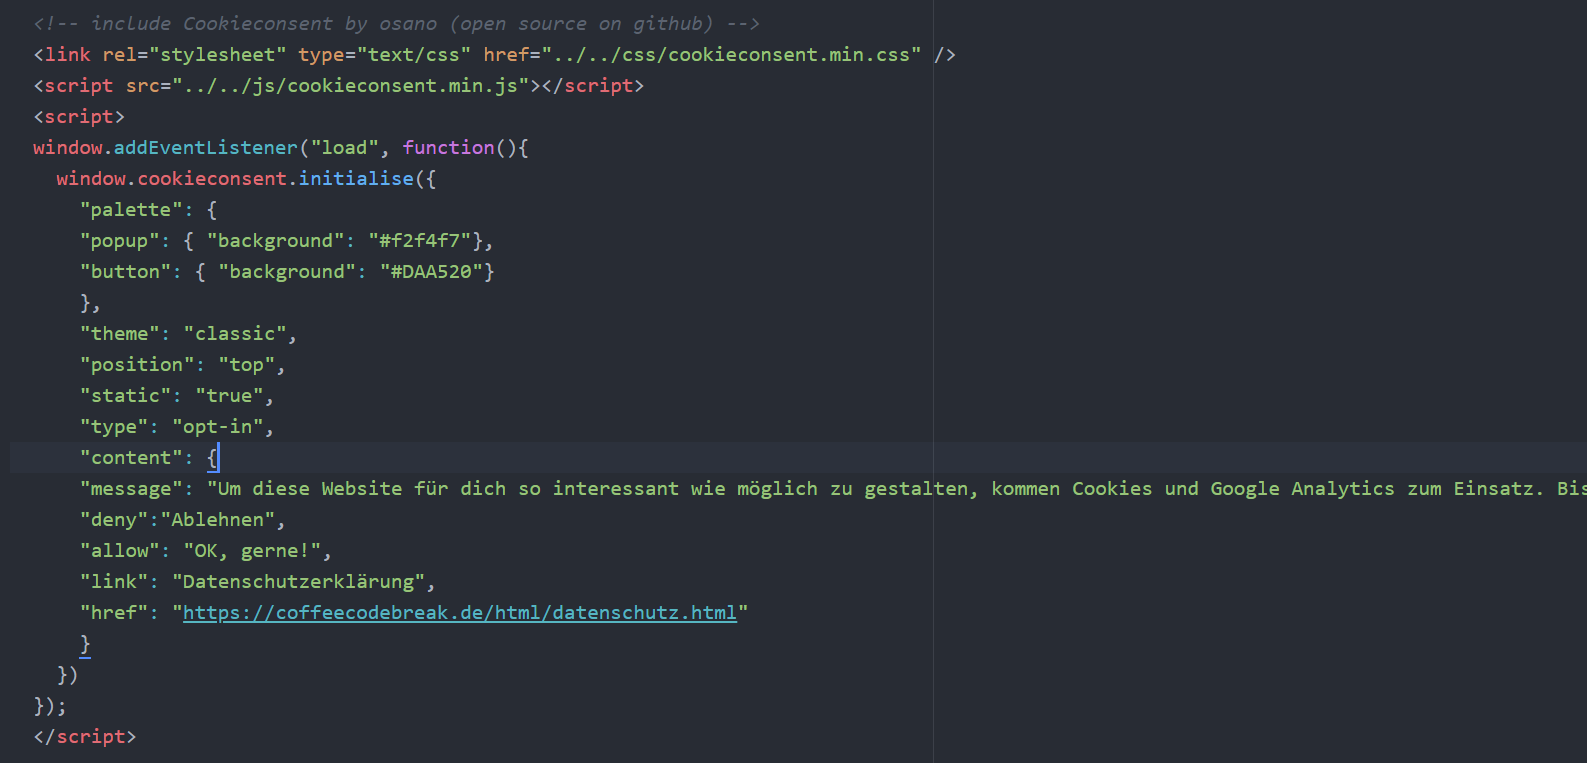 <!-- include Cookieconsent by osano (open source on github) -->
<link rel="stylesheet" type="text/css" href="../../css/cookieconsent.min.css" />
<script src="../../js/cookieconsent.min.js"></script>
<script>
window.addEventListener("load", function(){
  window.cookieconsent.initialise({
    "palette": {
    "popup": { "background": "#f2f4f7"},
    "button": { "background": "#DAA520"}
    },
    "theme": "classic",
    "position": "top",
    "static": "true",
    "type": "opt-in",
    "content": {
    "message": "Um diese Website für dich so interessant wie möglich zu gestalten, kommen Cookies und Google Analytics zum Einsatz.
    "deny":"Ablehnen",
    "allow": "OK, gerne!",
    "link": "Datenschutzerklärung",
    "href": "https://coffeecodebreak.de/html/datenschutz.html"
    }
  })
});
</script>